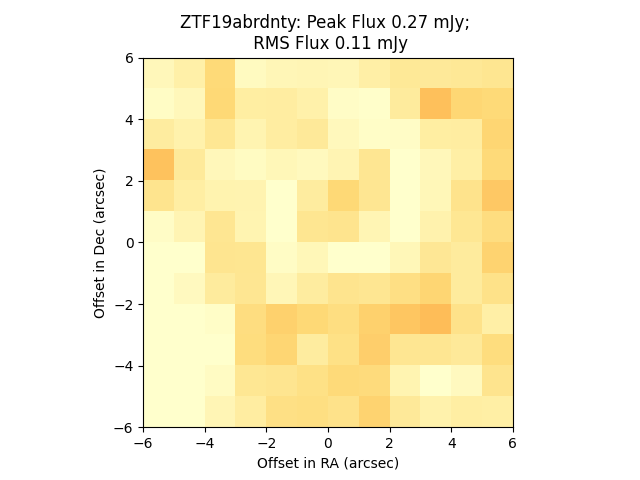 ZTF19abrdnty: Peak Flux 0.27 mJy;
RMS Flux 0.11 mJy
6
4
2
0
−2
−4
−6
Offset in Dec (arcsec)
−6 −4 −2 0 2 4 6
Offset in RA (arcsec)